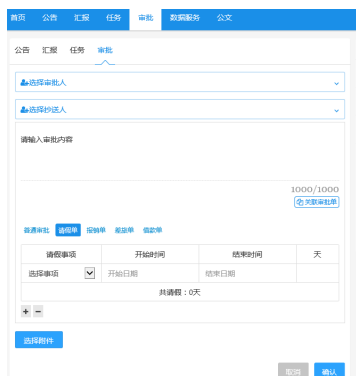 首页 公告 汇报 任务 审批 数据服务 公文
公告 汇报 任务 审批
选择审批人
选择抄送人
请输入审批内容
1000/1000
关联审批单
普通审批 请假单 报销单 差旅单 借款单
请假事项 开始时间 结束时间 天
选择事项 开始日期 结束日期
共请假：0天
+ −
选择附件
取消 确认